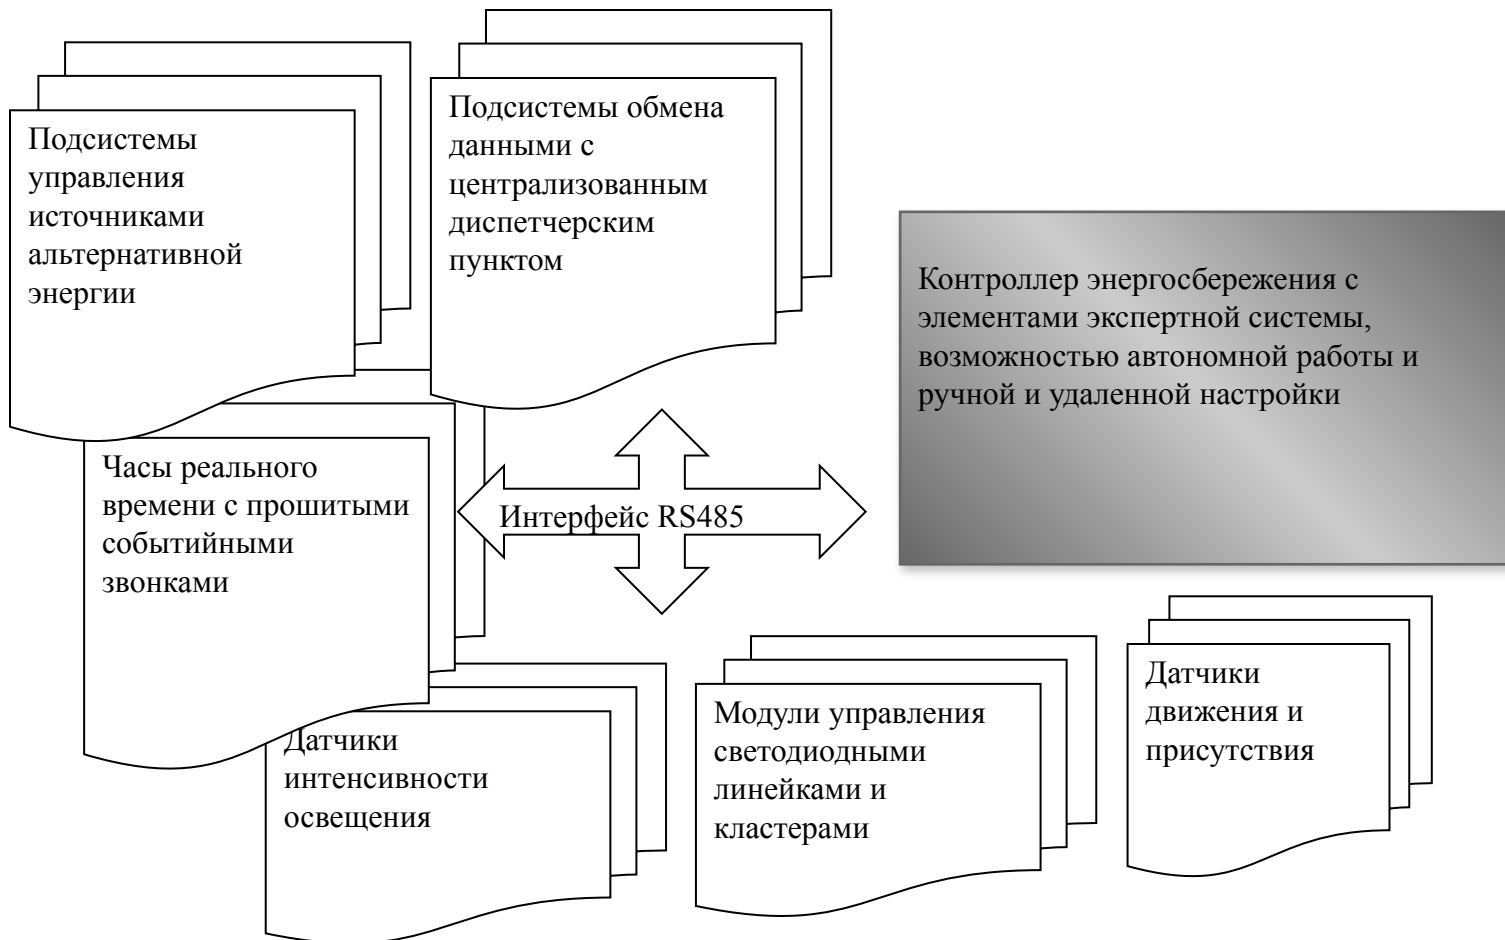 Подсистемы
управления
источниками
альтернативной
энергии
Подсистемы обмена
данными с
централизованным
диспетчерским
пунктом
Контроллер энергосбережения с
элементами экспертной системы,
возможностью автономной работы и
ручной и удаленной настройки
Часы реального
времени с прошитыми
событийными
звонками
Интерфейс RS485
Датчики
интенсивности
освещения
Модули управления
светодиодными
линейками и
кластерами
Датчики
движения и
присутствия